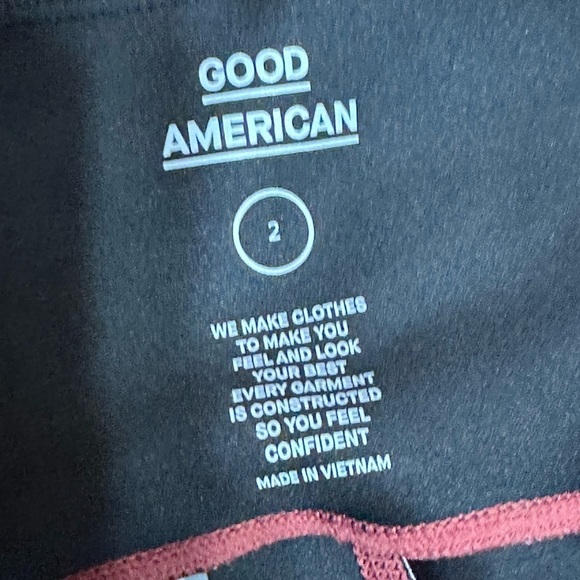 GOOD
AMERICAN
2
WE MAKE CLOTHES
TO MAKE YOU
FEEL AND LOOK
YOUR BEST
EVERY GARMENT
IS CONSTRUCTED
SO YOU FEEL
CONFIDENT
MADE IN VIETNAM